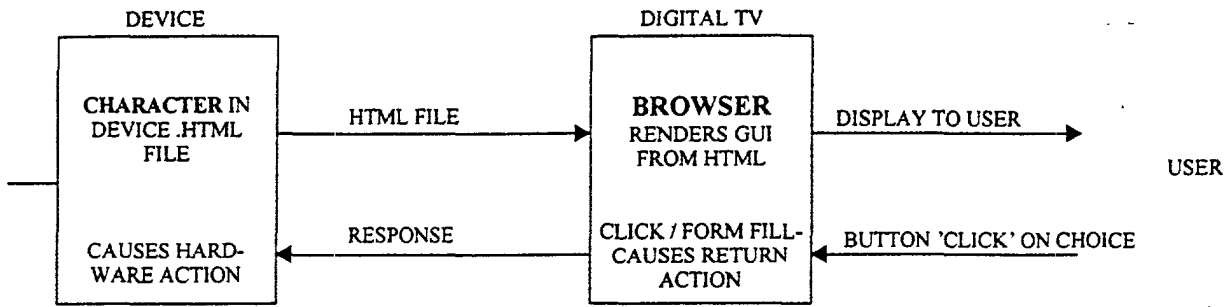 DEVICE
DIGITAL TV
CHARACTER IN
DEVICE .HTML
FILE
HTML FILE
BROWSER
RENDERS GUI
FROM HTML
DISPLAY TO USER
USER
CAUSES HARD-
WARE ACTION
RESPONSE
CLICK / FORM FILL-
CAUSES RETURN
ACTION
BUTTON 'CLICK' ON CHOICE